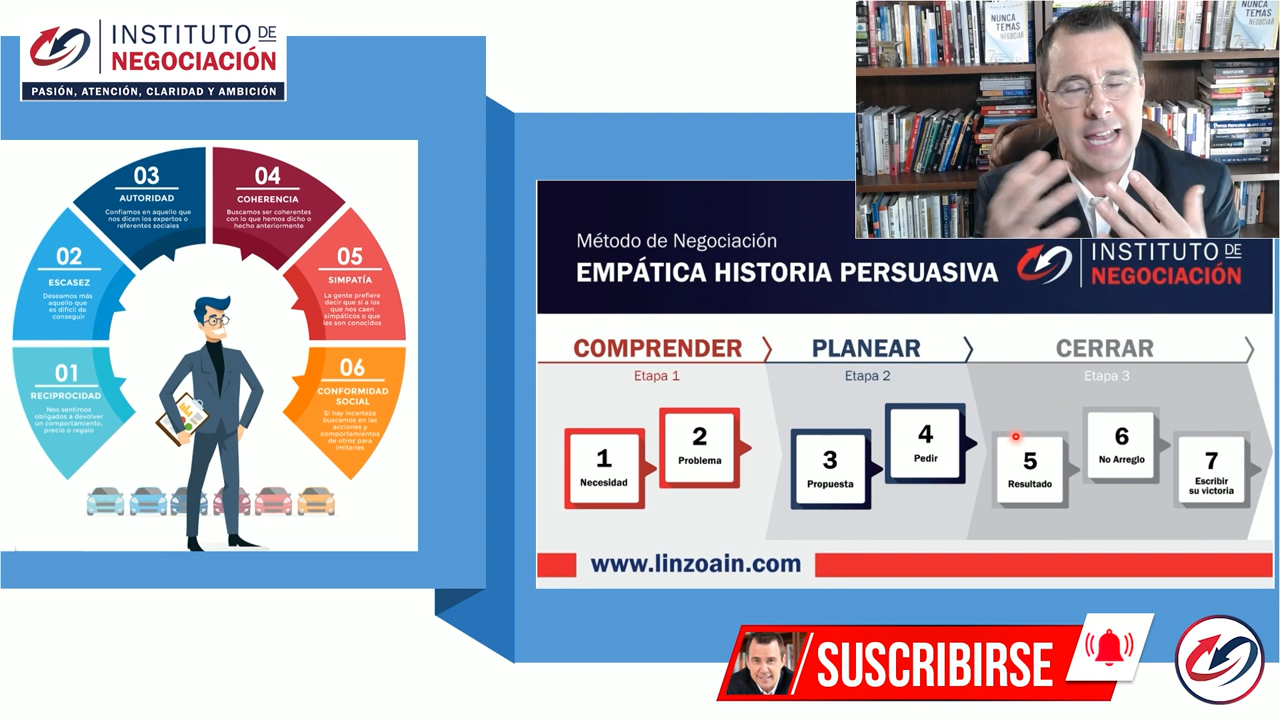 INSTITUTO DE
NEGOCIACIÓN
PASIÓN, ATENCIÓN, CLARIDAD Y AMBICIÓN
NUNCA
TEMAS
NEGOCIAR
03
AUTORIDAD
Confiamos en aquello que
nos dicen los expertos o
referentes sociales
04
COHERENCIA
Buscamos ser coherentes
con lo que hemos dicho o
hecho anteriormente
02
ESCASEZ
Deseamos más
aquello que
es difícil de
conseguir
05
SIMPATÍA
La gente prefiere
decir que sí a los
que nos caen
simpáticos o que
les son conocidos
01
RECIPROCIDAD
Nos sentimos
obligados a devolver
un comportamiento,
precio o regalo
06
CONFORMIDAD
SOCIAL
Si hay incerteza
buscamos en las
acciones y
comportamientos
de otros para
imitarles
Método de Negociación
EMPÁTICA HISTORIA PERSUASIVA
INSTITUTO DE
NEGOCIACIÓN
COMPRENDER
Etapa 1
PLANEAR
Etapa 2
CERRAR
Etapa 3
1
Necesidad
2
Problema
3
Propuesta
4
Pedir
5
Resultado
6
No Arreglo
7
Escribir
su victoria
www.linzoain.com
SUSCRIBIRSE